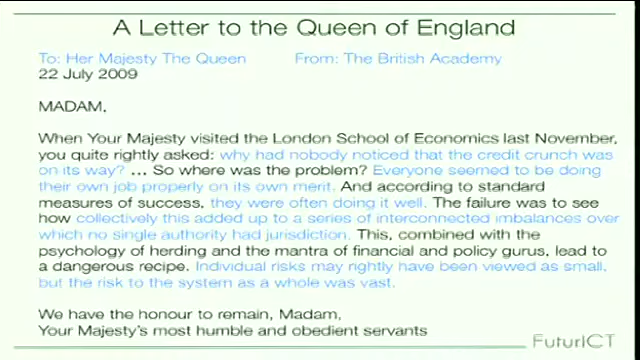 A Letter to the Queen of England
To: Her Majesty The Queen From: The British Academy
22 July 2009
MADAM,
When Your Majesty visited the London School of Economics last November,
you quite rightly asked: why had nobody noticed that the credit crunch was
on its way? ... So where was the problem? Everyone seemed to be doing
their own job properly on its own merit. And according to standard
measures of success, they were often doing it well. The failure was to see
how collectively this added up to a series of interconnected imbalances over
which no single authority had jurisdiction. This, combined with the
psychology of herding and the mantra of financial and policy gurus, lead to
a dangerous recipe. Individual risks may rightly have been viewed as small,
but the risk to the system as a whole was vast.
We have the honour to remain, Madam,
Your Majesty's most humble and obedient servants
FuturICT